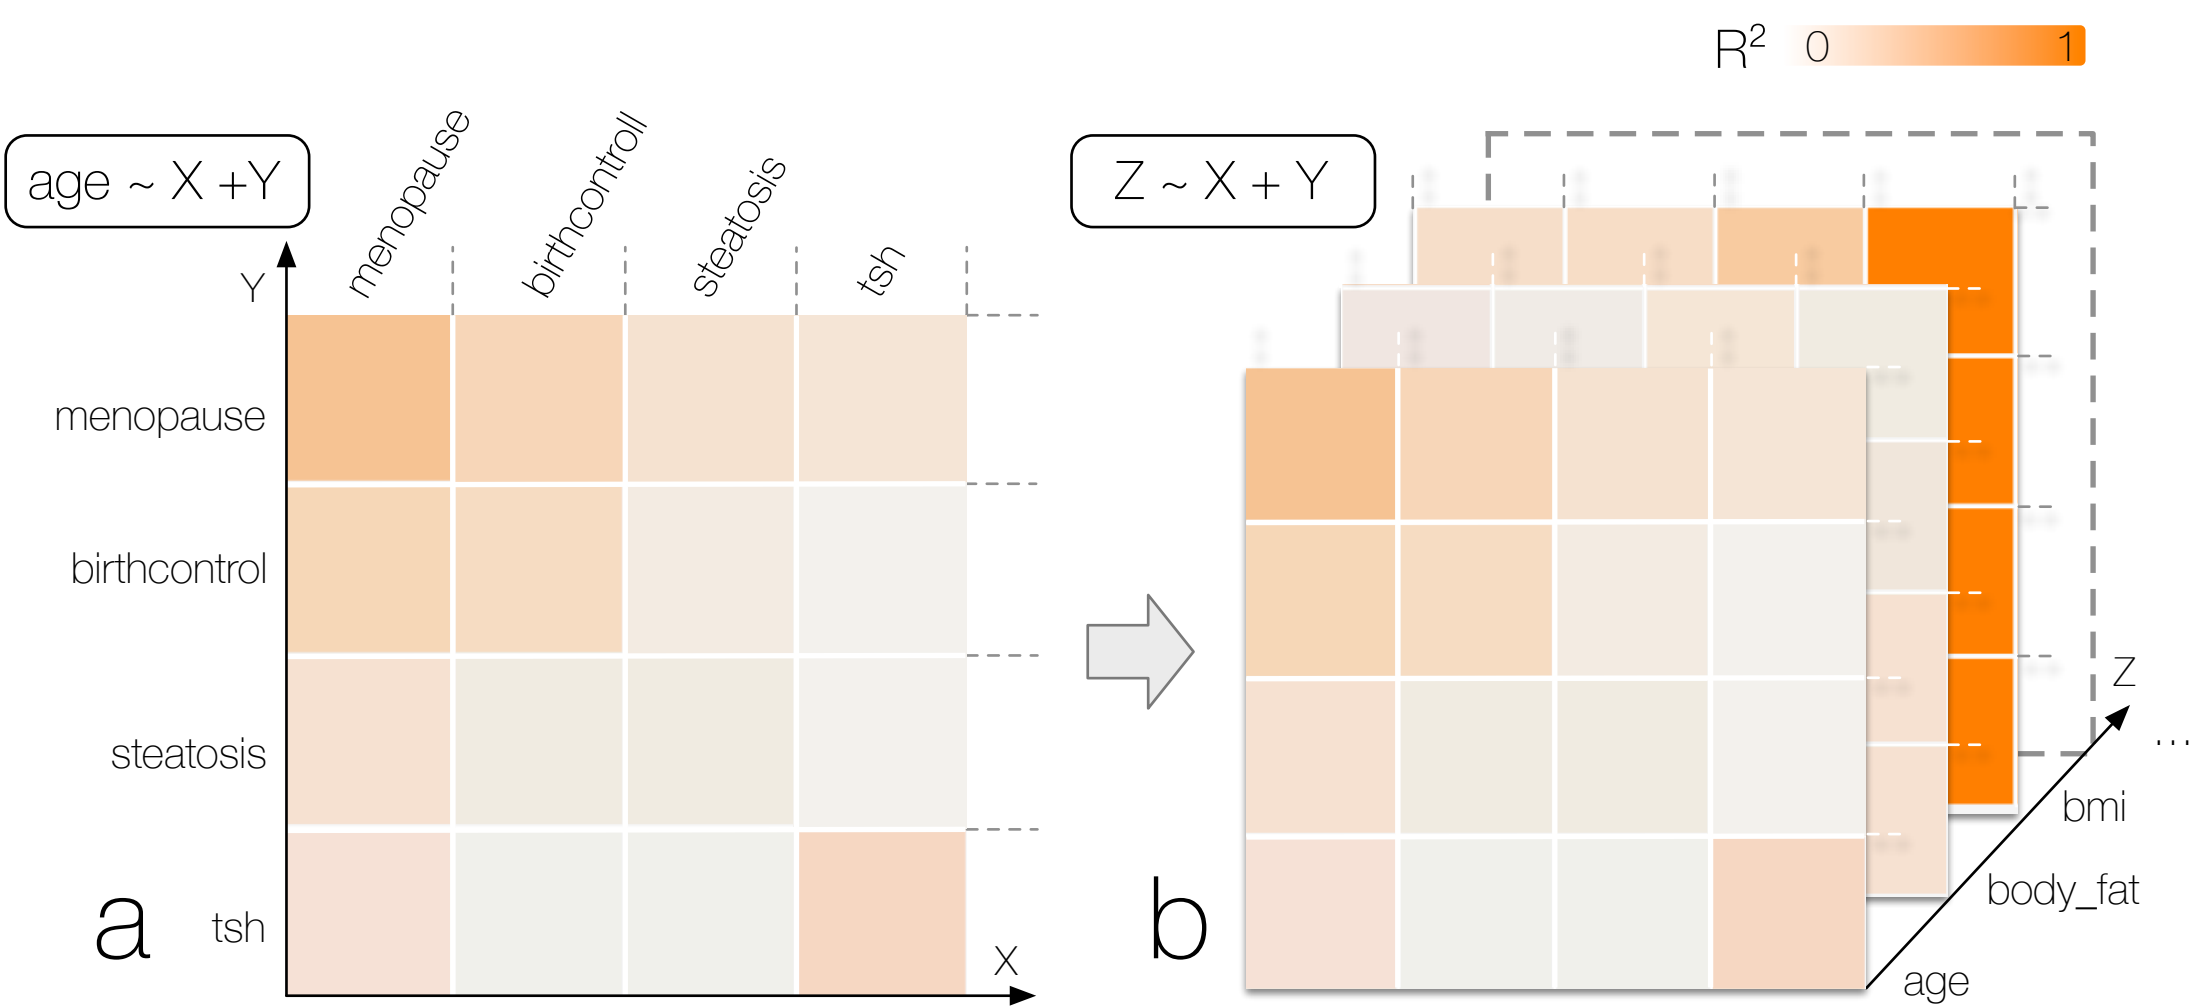 R² 0 1
age ~ X +Y
menopause
birthcontroll
steatosis
tsh
Y
menopause
birthcontrol
steatosis
tsh
X
a
Z ~ X + Y
Z
...
bmi
body_fat
age
b